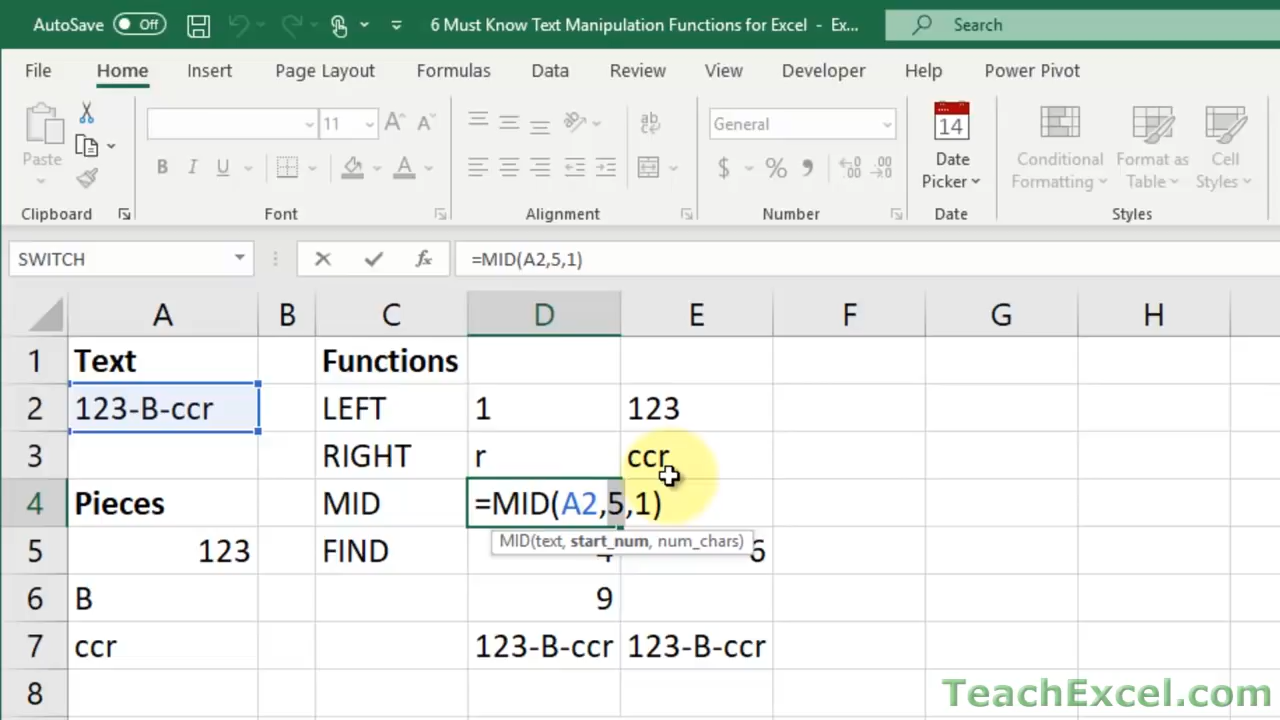 AutoSave Off 6 Must Know Text Manipulation Functions for Excel - Ex... Search
File Home Insert Page Layout Formulas Data Review View Developer Help Power Pivot
11 A^ A˅ ab General 14
Paste B I U A $ % , Date Conditional Format as Cell
Picker Formatting Table Styles
Clipboard Font Alignment Number Date Styles
SWITCH fx =MID(A2,5,1)
A B C D E F G H
1 Text Functions
2 123-B-ccr LEFT 1 123
3 RIGHT r ccr
4 Pieces MID =MID(A2,5,1)
MID(text, start_num, num_chars)
5 123 FIND 4 6
6 B 9
7 ccr 123-B-ccr 123-B-ccr
8
TeachExcel.com